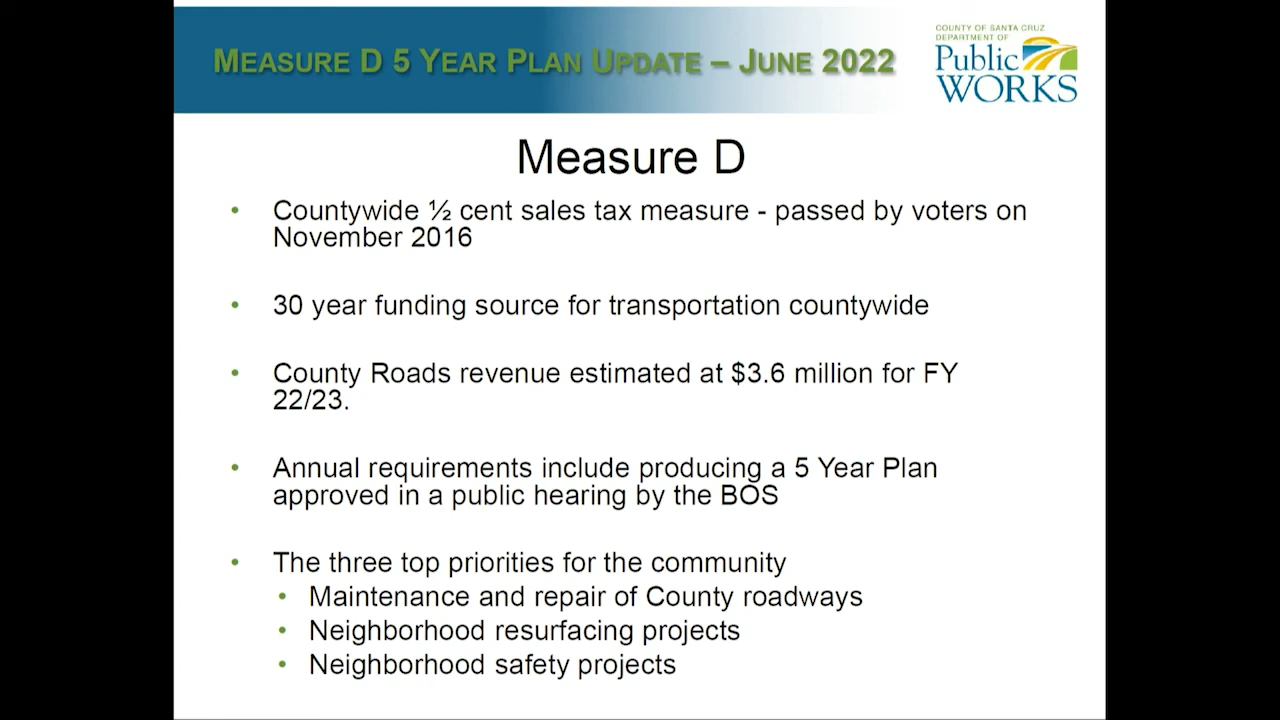 MEASURE D 5 YEAR PLAN UPDATE – JUNE 2022
COUNTY OF SANTA CRUZ
DEPARTMENT OF
Public
WORKS
Measure D
• Countywide ½ cent sales tax measure - passed by voters on
November 2016
• 30 year funding source for transportation countywide
• County Roads revenue estimated at $3.6 million for FY
22/23.
• Annual requirements include producing a 5 Year Plan
approved in a public hearing by the BOS
• The three top priorities for the community
• Maintenance and repair of County roadways
• Neighborhood resurfacing projects
• Neighborhood safety projects